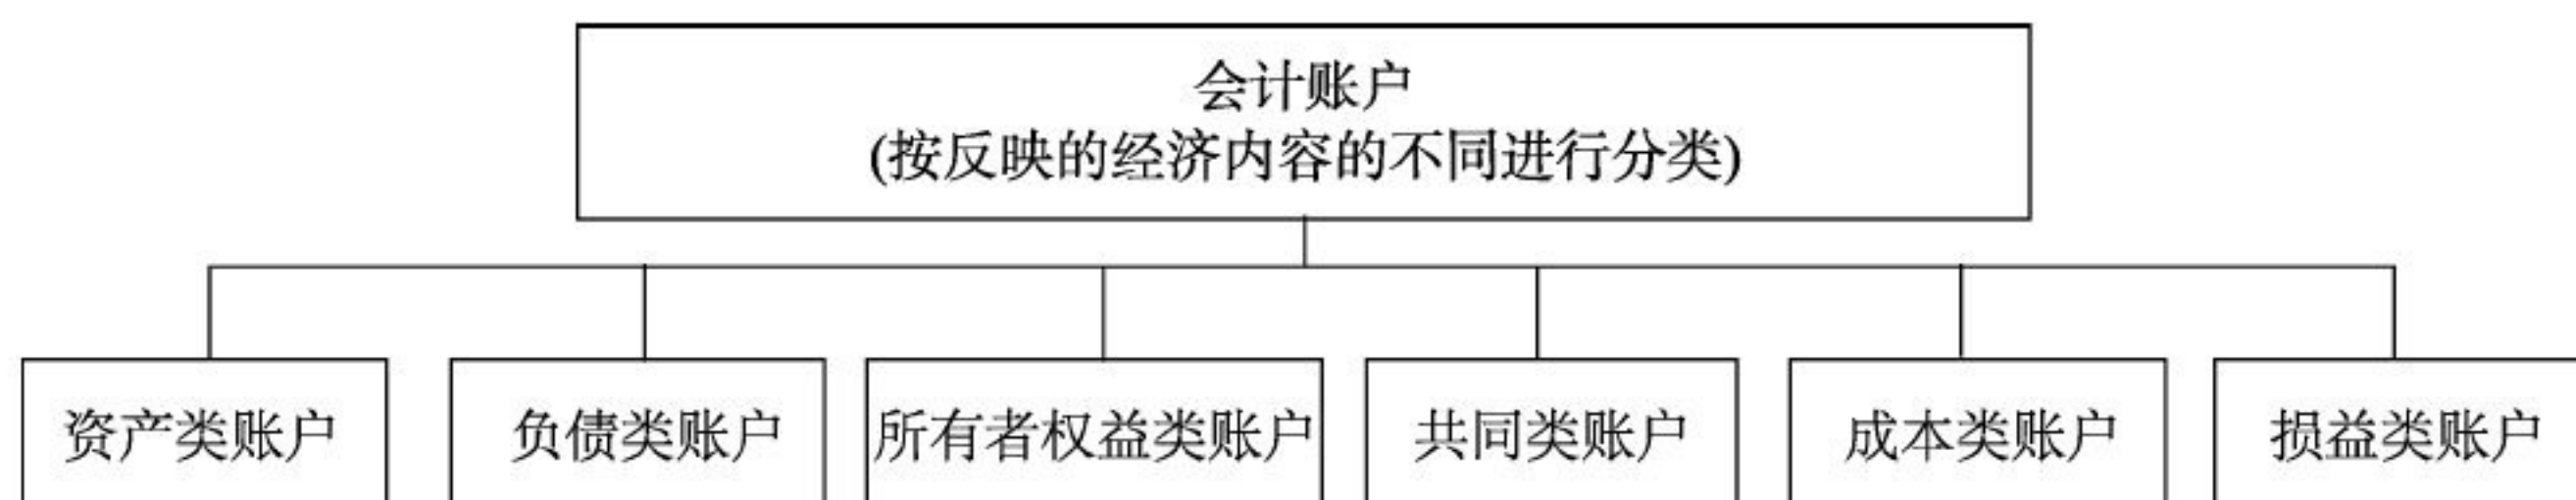 会计账户
(按反映的经济内容的不同进行分类)
资产类账户
负债类账户
所有者权益类账户
共同类账户
成本类账户
损益类账户